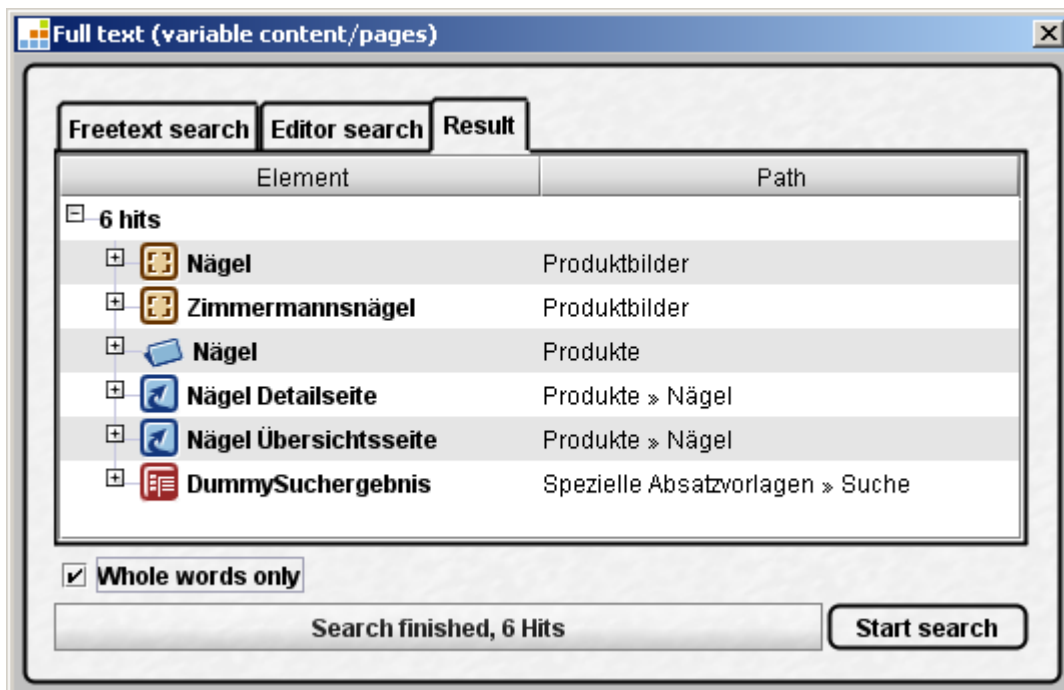 Full text (variable content/pages)
Freetext search Editor search Result
Element Path
6 hits
Nägel Produktbilder
Zimmermannsnägel Produktbilder
Nägel Produkte
Nägel Detailseite Produkte » Nägel
Nägel Übersichtsseite Produkte » Nägel
DummySuchergebnis Spezielle Absatzvorlagen » Suche
Whole words only
Search finished, 6 Hits Start search